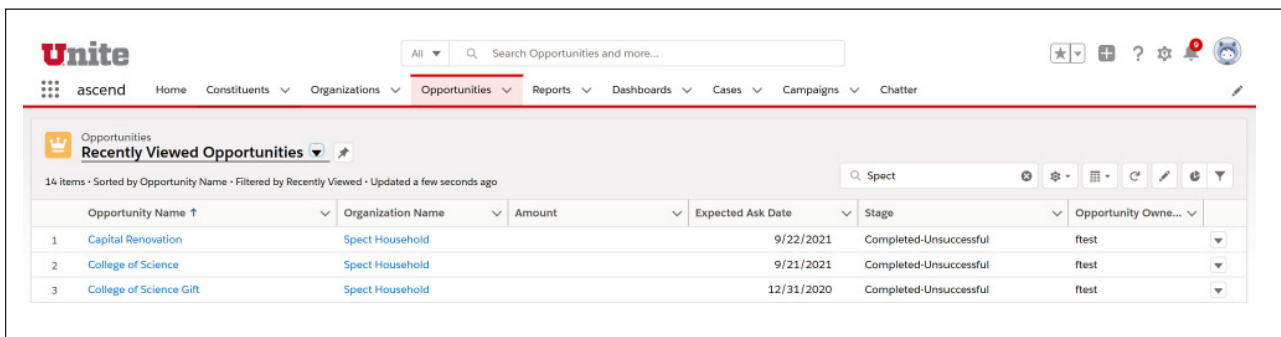 Unite
All Search Opportunities and more...
9
ascend Home Constituents Organizations Opportunities Reports Dashboards Cases Campaigns Chatter
Opportunities
Recently Viewed Opportunities
14 items • Sorted by Opportunity Name • Filtered by Recently Viewed • Updated a few seconds ago
Spect
Opportunity Name ↑ Organization Name Amount Expected Ask Date Stage Opportunity Owne...
1 Capital Renovation Spect Household 9/22/2021 Completed-Unsuccessful ftest
2 College of Science Spect Household 9/21/2021 Completed-Unsuccessful ftest
3 College of Science Gift Spect Household 12/31/2020 Completed-Unsuccessful ftest